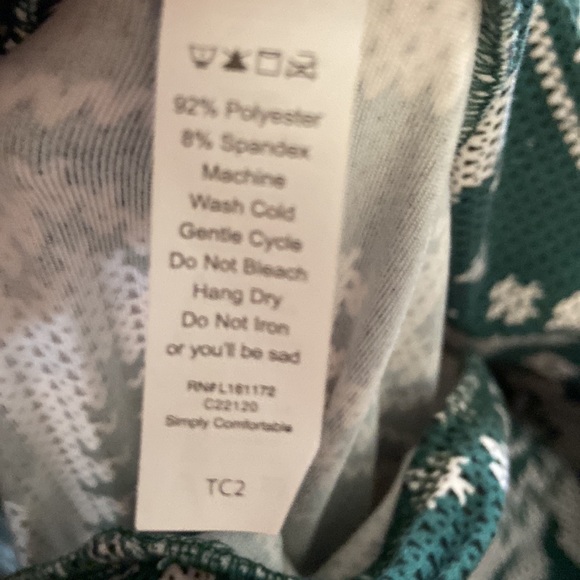 92% Polyester
8% Spandex
Machine
Wash Cold
Gentle Cycle
Do Not Bleach
Hang Dry
Do Not Iron
or you'll be sad
RN# L161172
C22120
Simply Comfortable
TC2